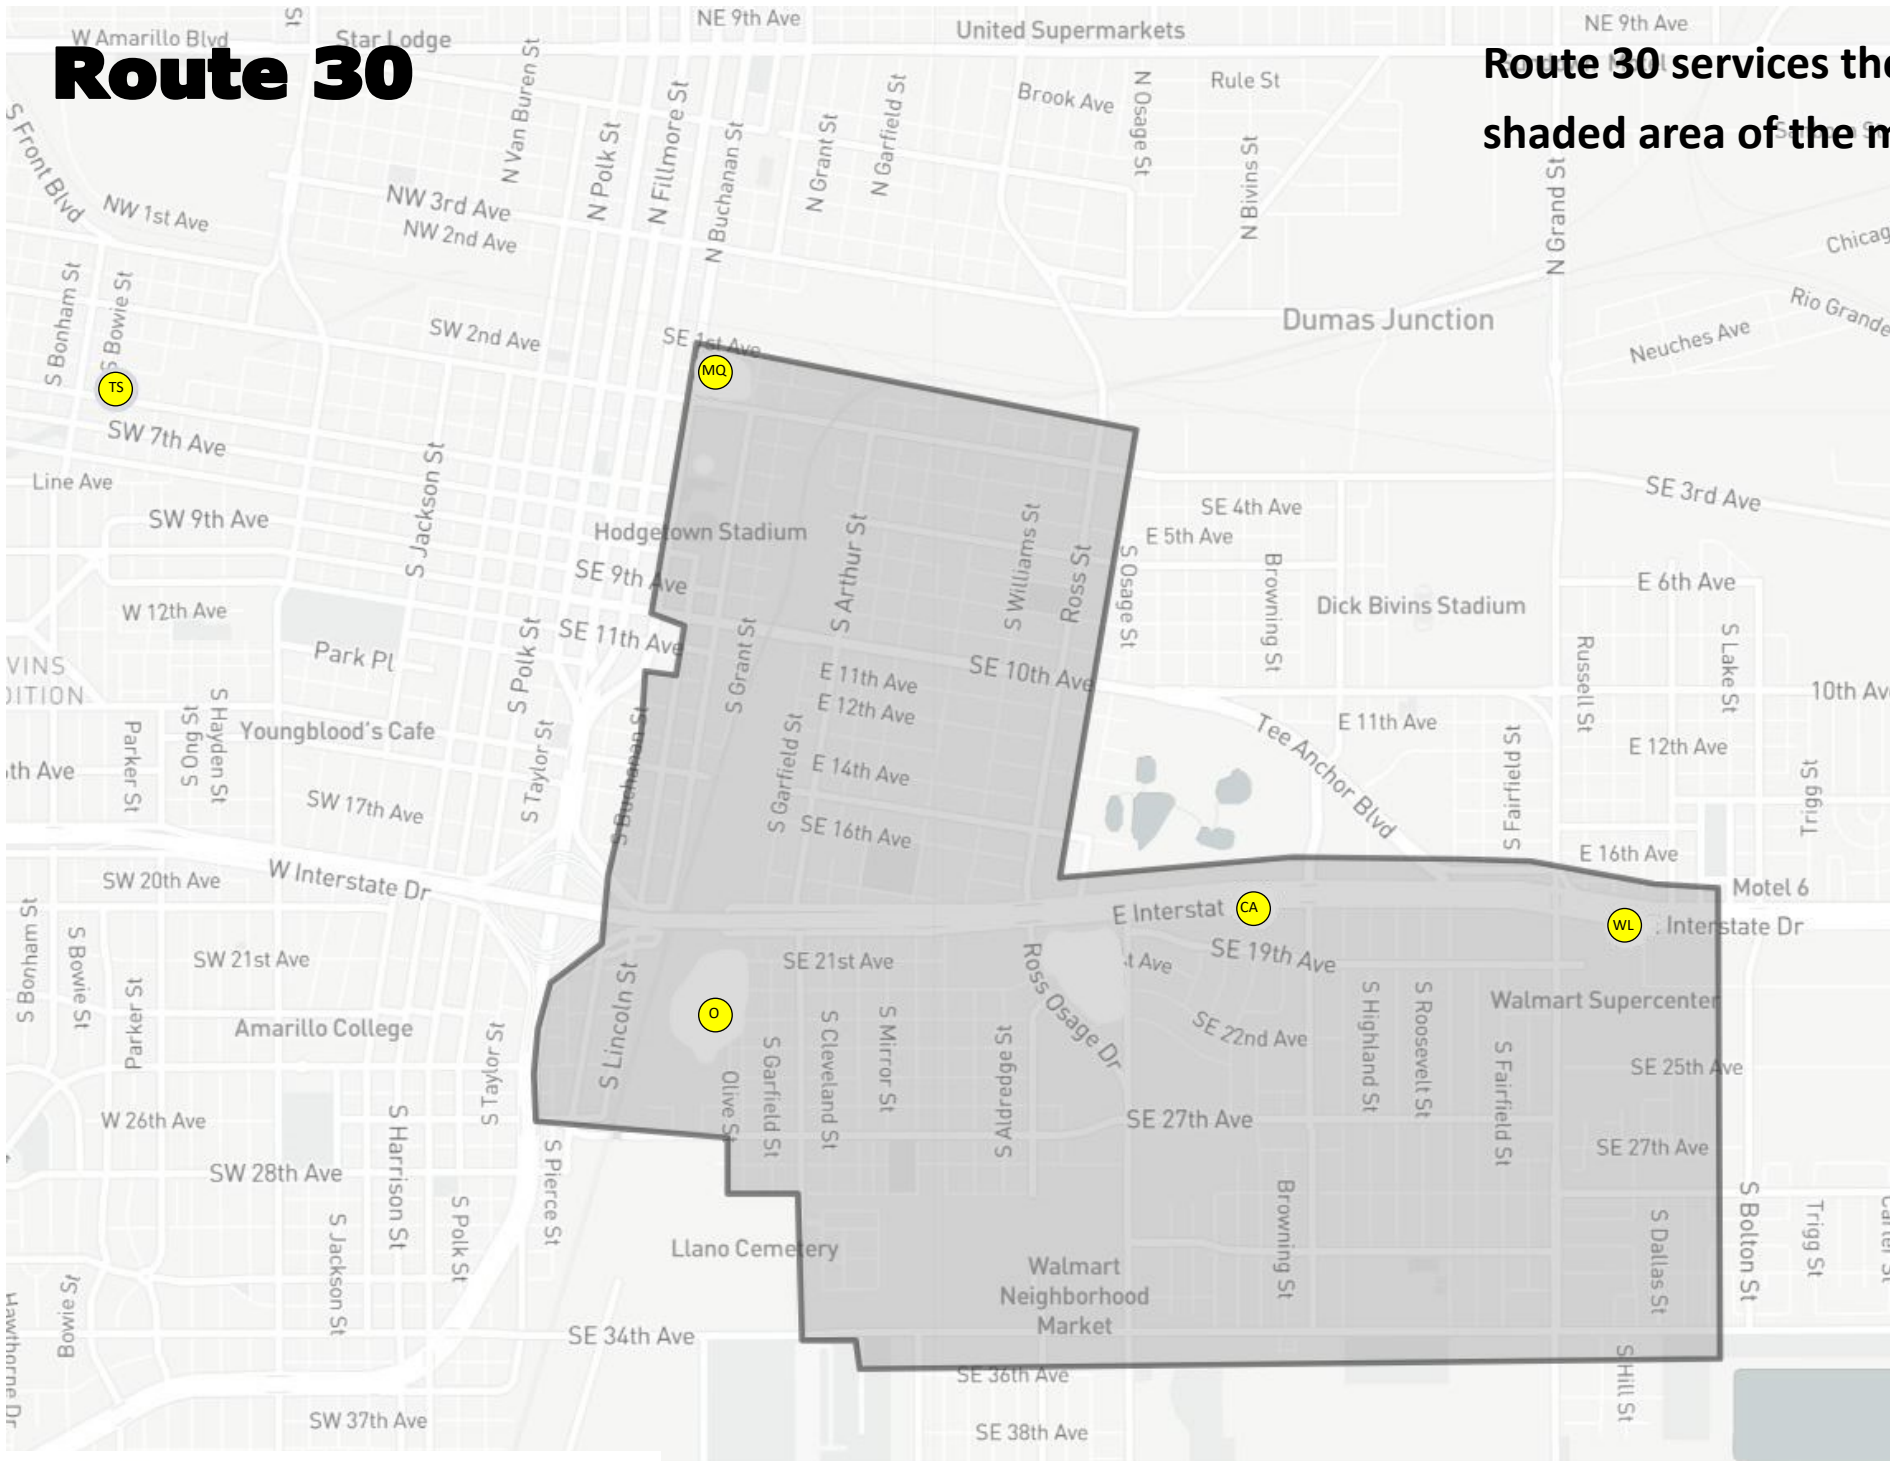 Route 30
Route 30 services the
shaded area of the m
NE 9th Ave
United Supermarkets
NE 9th Ave
W Amarillo Blvd
Star Lodge
St
N Van Buren St
N Polk St
N Fillmore St
N Buchanan St
N Grant St
N Garfield St
Brook Ave
N Osage St
Rule St
N Bivins St
N Grand St
S Front Blvd
NW 1st Ave
NW 3rd Ave
NW 2nd Ave
Chicag
Rio Grande
Neuches Ave
Dumas Junction
S Bonham St
S Bowie St
SW 2nd Ave
SE 1st Ave
TS
MQ
SW 7th Ave
Line Ave
SW 9th Ave
S Jackson St
Hodgetown Stadium
SE 9th Ave
S Arthur St
S Williams St
Ross St
S Osage St
SE 4th Ave
E 5th Ave
Browning St
SE 3rd Ave
E 6th Ave
Dick Bivins Stadium
W 12th Ave
Park Pl
S Polk St
SE 11th Ave
S Grant St
E 11th Ave
E 12th Ave
SE 10th Ave
Russell St
S Lake St
10th Av
VINS
DITION
Parker St
S Ong St
S Hayden St
Youngblood's Cafe
S Taylor St
S Buchanan St
S Garfield St
E 14th Ave
SE 16th Ave
Tee Anchor Blvd
E 11th Ave
S Fairfield St
E 12th Ave
Trigg St
th Ave
SW 17th Ave
E 16th Ave
W Interstate Dr
SW 20th Ave
Motel 6
E Interstat
CA
WL
: Interstate Dr
S Bonham St
S Bowie St
SW 21st Ave
Parker St
Amarillo College
S Taylor St
S Lincoln St
O
SE 21st Ave
Ross Osage Dr
t Ave
SE 19th Ave
SE 22nd Ave
S Highland St
S Roosevelt St
Walmart Supercenter
S Fairfield St
SE 25th Ave
Olive St
S Garfield St
S Cleveland St
S Mirror St
S Aldredge St
SE 27th Ave
W 26th Ave
SW 28th Ave
S Harrison St
S Pierce St
SE 27th Ave
S Jackson St
S Polk St
Llano Cemetery
Walmart
Neighborhood
Market
Browning St
S Dallas St
S Bolton St
Trigg St
Carter St
Bowie St
Hawthorne Dr
SE 34th Ave
SE 36th Ave
S Hill St
SW 37th Ave
SE 38th Ave